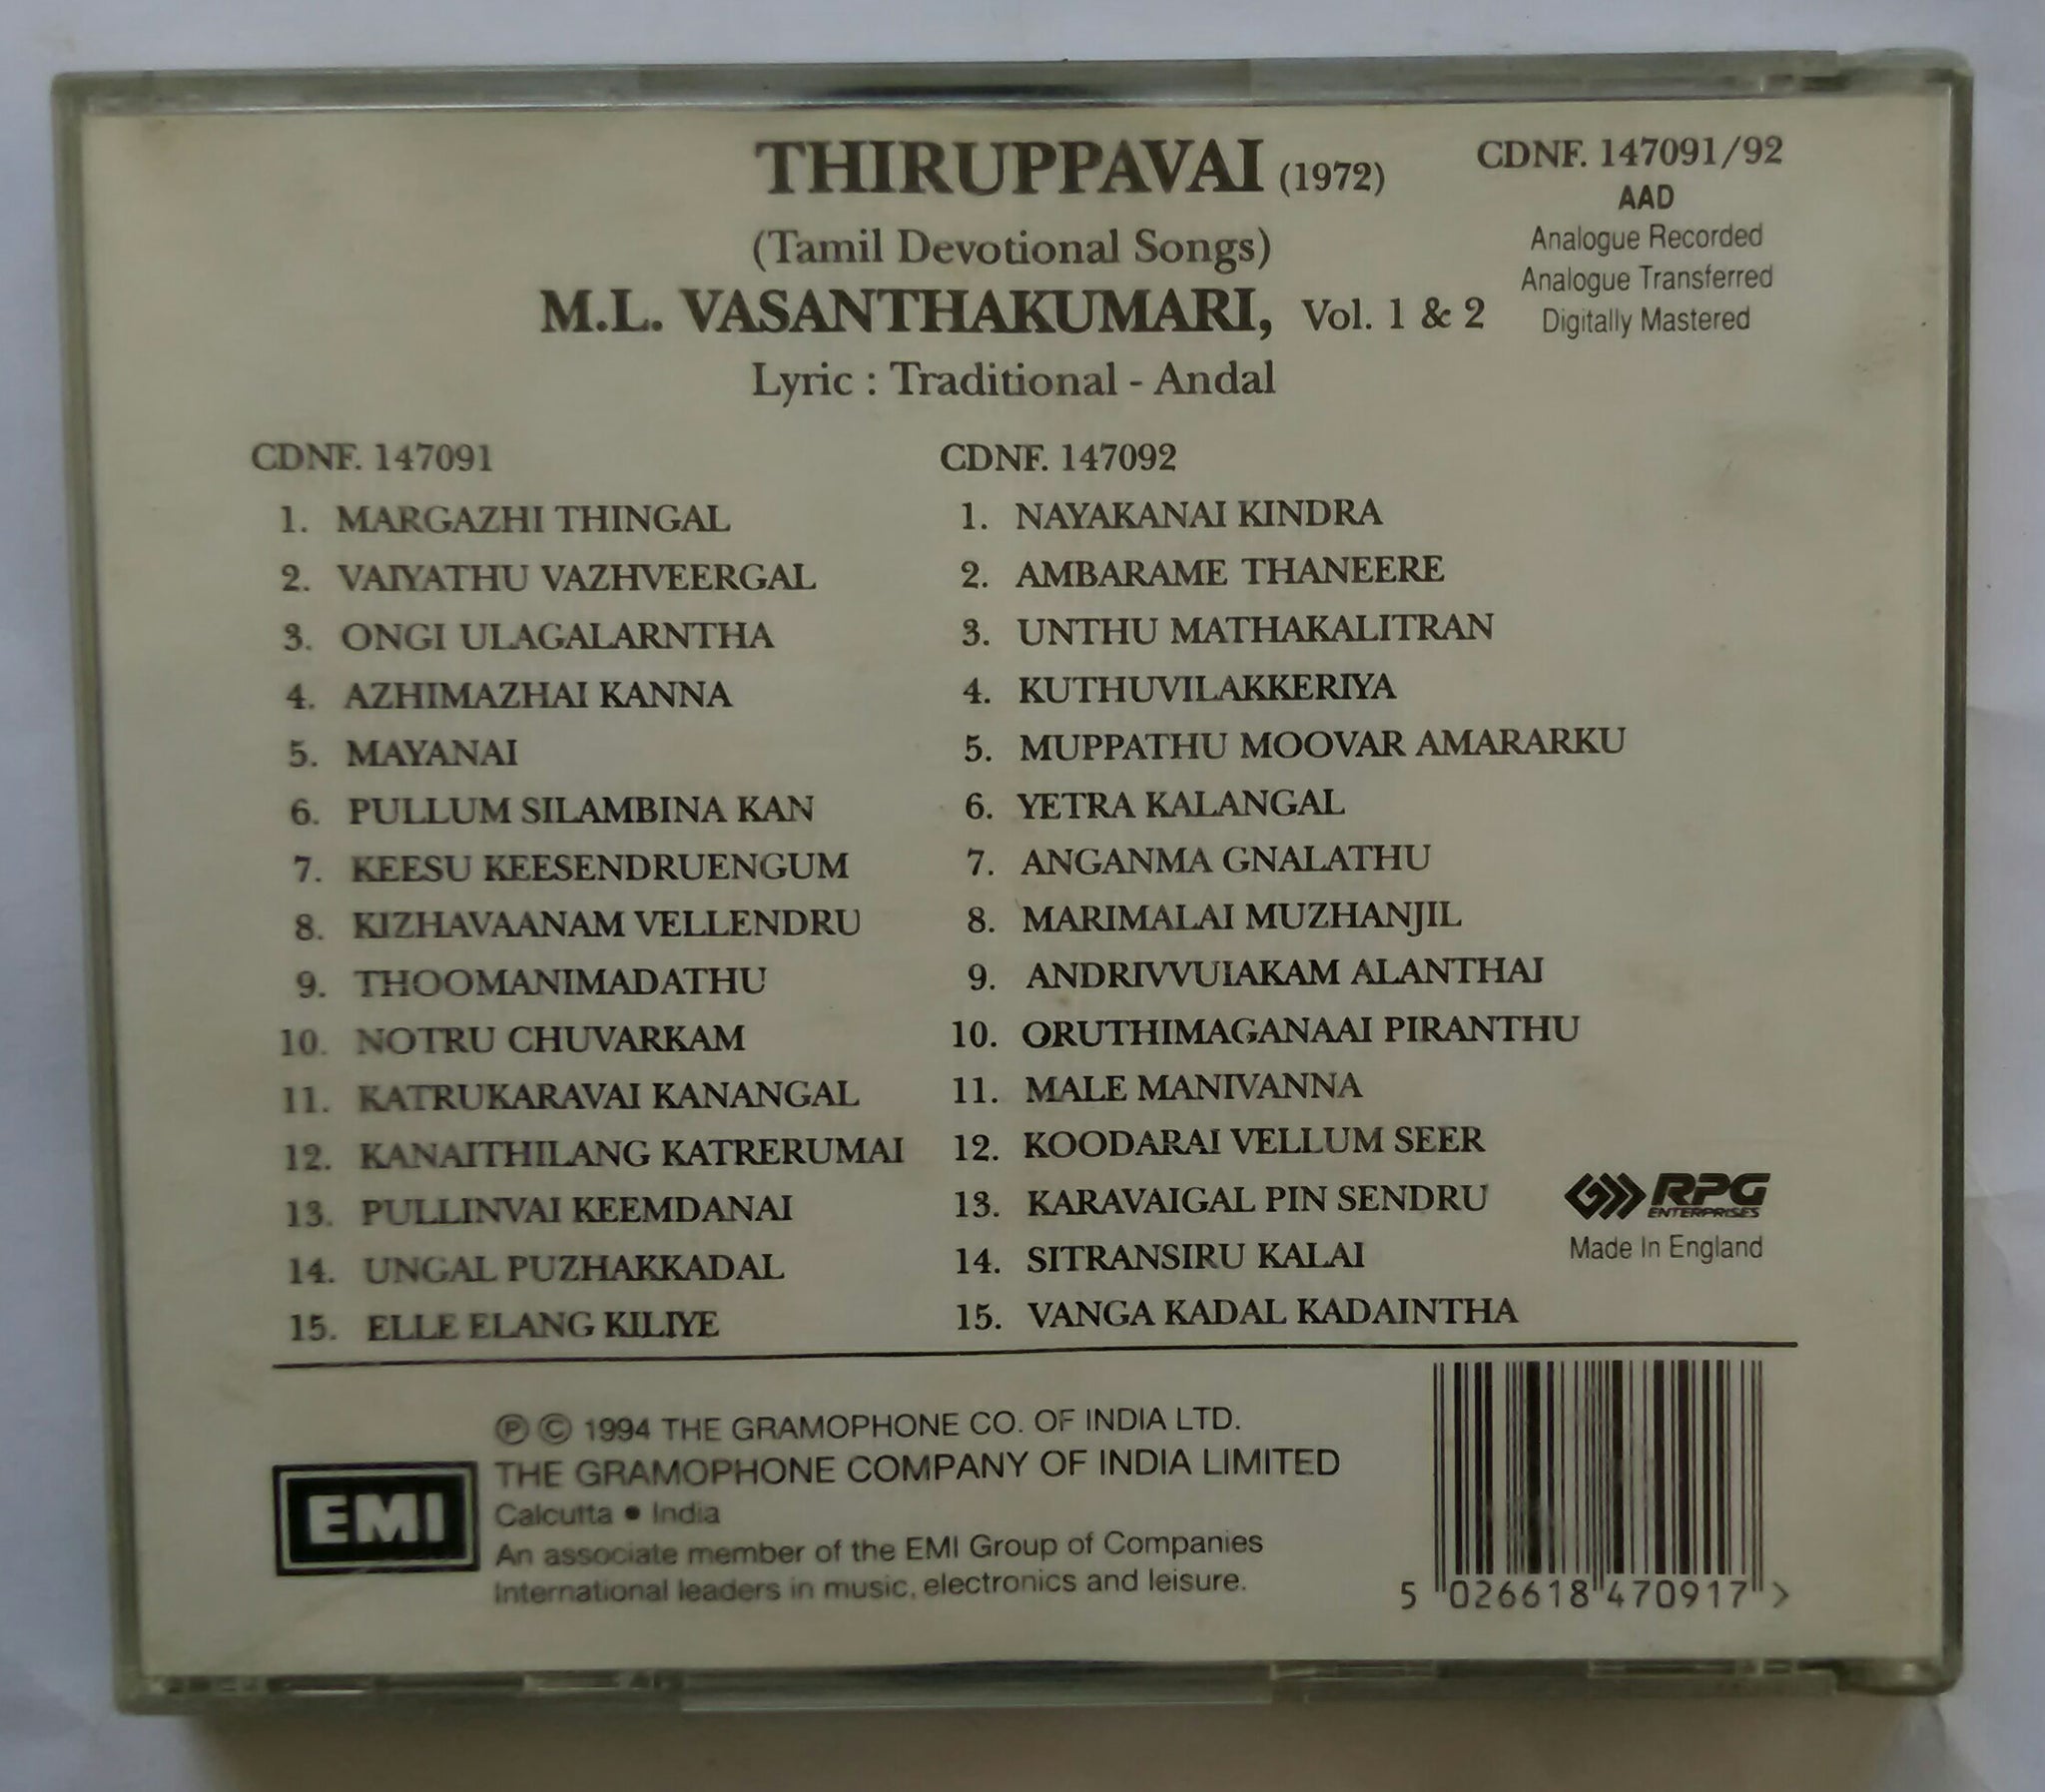 THIRUPPAVAI (1972)
(Tamil Devotional Songs)
M.L. VASANTHAKUMARI, Vol. 1 & 2
Lyric : Traditional - Andal
CDNF. 147091/92
AAD
Analogue Recorded
Analogue Transferred
Digitally Mastered
CDNF. 147091
1. MARGAZHI THINGAL
2. VAIYATHU VAZHVEERGAL
3. ONGI ULAGALARNTHA
4. AZHIMAZHAI KANNA
5. MAYANAI
6. PULLUM SILAMBINA KAN
7. KEESU KEESENDRUENGUM
8. KIZHAVAANAM VELLENDRU
9. THOOMANIMADATHU
10. NOTRU CHUVARKAM
11. KATRUKARAVAI KANANGAL
12. KANAITHILANG KATRERUMAI
13. PULLINVAI KEEMDANAI
14. UNGAL PUZHAKKADAL
15. ELLE ELANG KILIYE
CDNF. 147092
1. NAYAKANAI KINDRA
2. AMBARAME THANEERE
3. UNTHU MATHAKALITRAN
4. KUTHUVILAKKERIYA
5. MUPPATHU MOOVAR AMARARKU
6. YETRA KALANGAL
7. ANGANMA GNALATHU
8. MARIMALAI MUZHANJIL
9. ANDRIVVUIAKAM ALANTHAI
10. ORUTHIMAGANAAI PIRANTHU
11. MALE MANIVANNA
12. KOODARAI VELLUM SEER
13. KARAVAIGAL PIN SENDRU
14. SITRANSIRU KALAI
15. VANGA KADAL KADAINTHA
RPG
ENTERPRISES
Made In England
EMI
℗ © 1994 THE GRAMOPHONE CO. OF INDIA LTD.
THE GRAMOPHONE COMPANY OF INDIA LIMITED
Calcutta • India
An associate member of the EMI Group of Companies
International leaders in music, electronics and leisure.
5 026618 470917 >